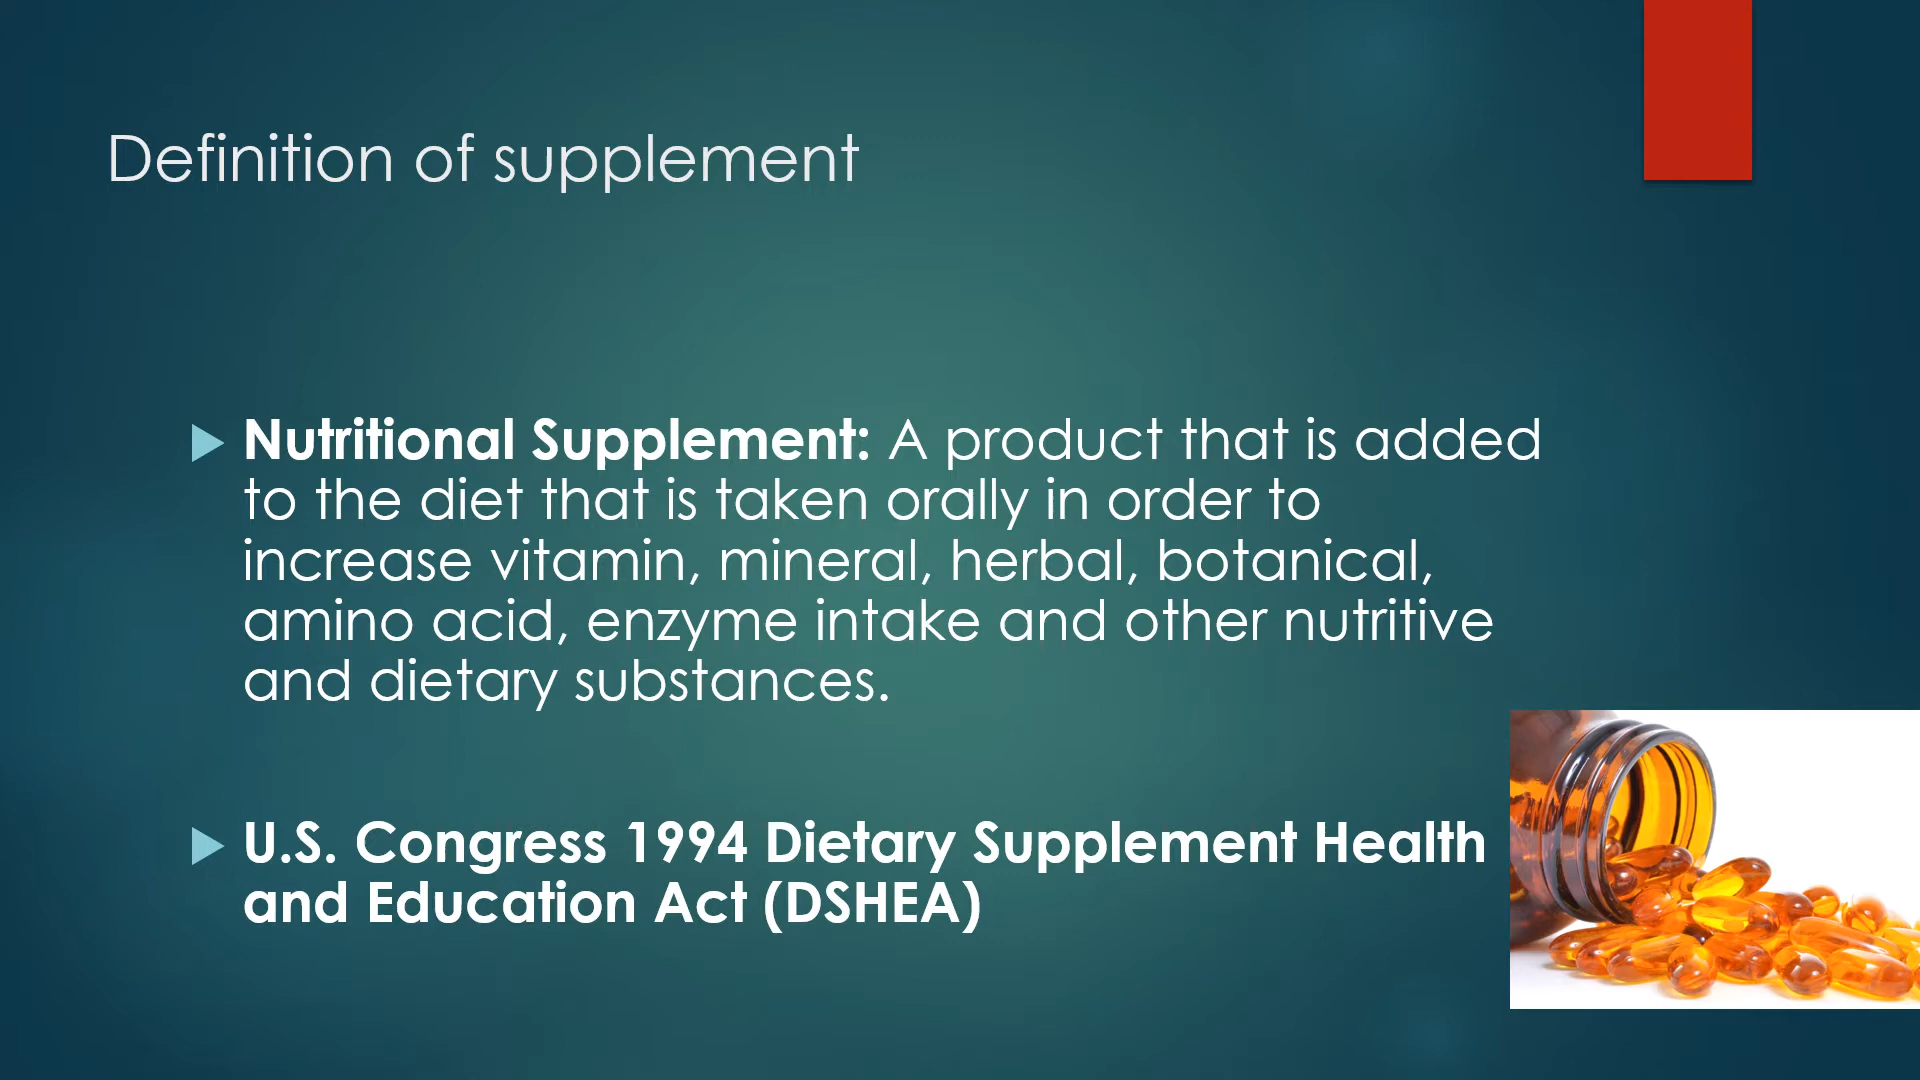 Definition of supplement
Nutritional Supplement: A product that is added
to the diet that is taken orally in order to
increase vitamin, mineral, herbal, botanical,
amino acid, enzyme intake and other nutritive
and dietary substances.
U.S. Congress 1994 Dietary Supplement Health
and Education Act (DSHEA)